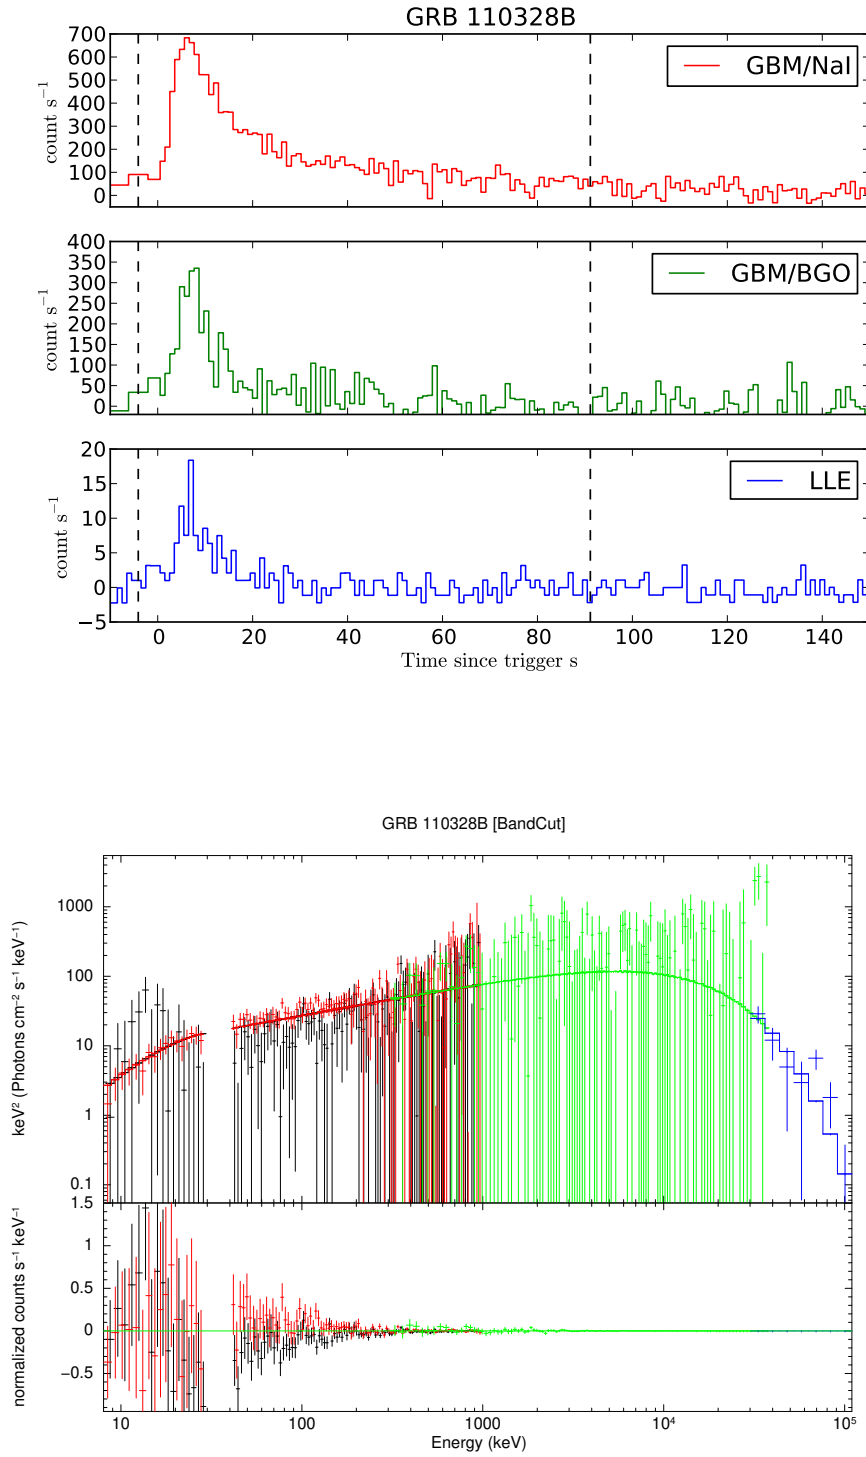 GRB 110328B
700
600
500
400
300
200
100
0
count s⁻¹
GBM/NaI
400
350
300
250
200
150
100
50
0
count s⁻¹
GBM/BGO
20
15
10
5
0
−5
count s⁻¹
LLE
0 20 40 60 80 100 120 140
Time since trigger s
GRB 110328B [BandCut]
1000
100
10
1
0.1
keV² (Photons cm⁻² s⁻¹ keV⁻¹)
1.5
1
0.5
0
−0.5
normalized counts s⁻¹ keV⁻¹
10 100 1000 10⁴ 10⁵
Energy (keV)